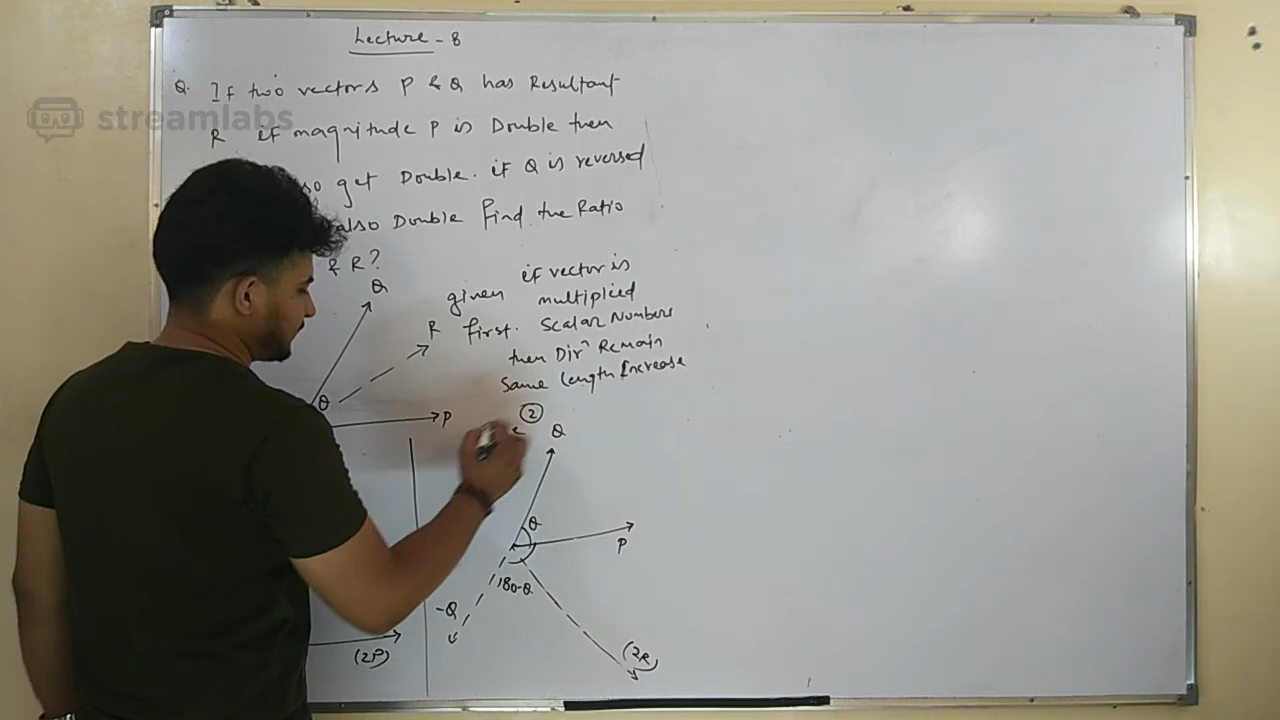 Lecture - 8
Q. If two vectors P & Q has Resultant
streamlabs
R if magnitude P is Double then
so get Double. if Q is reversed
also Double Find the Ratio
& R?
Q
given if vector is
multiplied
R first. Scalar Numbers
then Dirⁿ Remain
Same length Increase
θ
P
2
Q
θ
P
180-θ
-Q
(2R)
(2P)